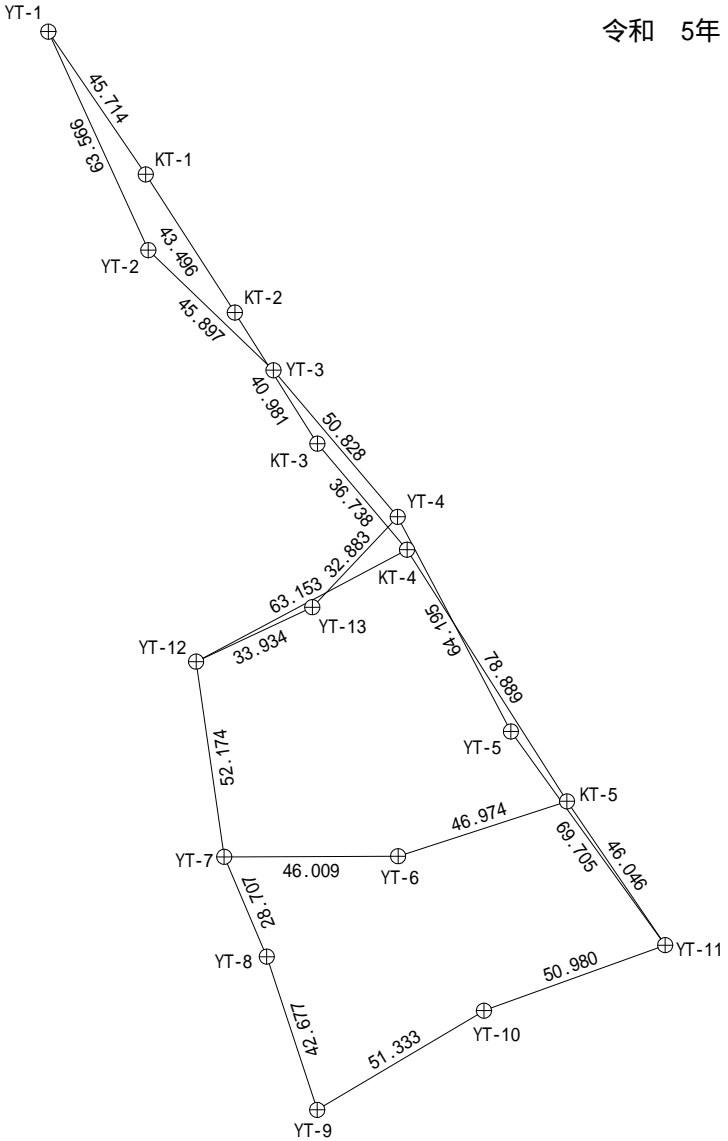 YT-1
令和　5年
45.714
63.566
KT-1
43.496
YT-2
KT-2
45.897
YT-3
40.981
50.828
KT-3
36.738
YT-4
32.883
KT-4
63.153
YT-13
YT-12
33.934
64.195
78.889
52.174
YT-5
KT-5
46.974
69.705
46.046
YT-7
46.009
YT-6
28.707
YT-8
YT-11
50.980
42.677
YT-10
51.333
YT-9